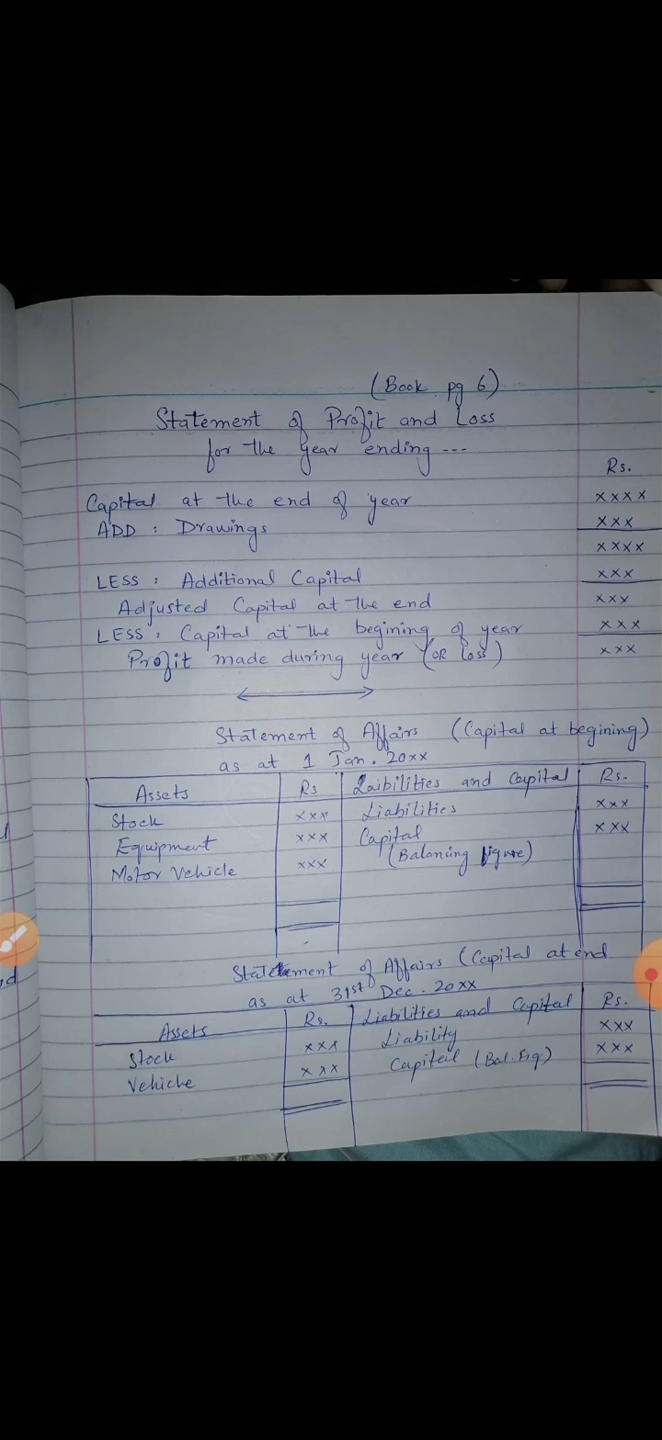 (Book pg 6)
Statement of Profit and Loss
for the year ending ---
Rs.
Capital at the end of year xxxx
ADD : Drawings xxx
xxxx
LESS : Additional Capital xxx
Adjusted Capital at the end xxx
LESS : Capital at the begining of year xxx
Profit made during year (OR Loss) xxx
Statement of Affairs (Capital at begining)
as at 1 Jan. 20xx
Assets Rs Laibilities and Capital Rs.
Stock xxx Liabilities xxx
Equipment xxx Capital xxx
Motor Vehicle xxx (Balancing figure)
Statement of Affairs (Capital at end
as at 31st Dec. 20xx
Assets Rs. Liabilities and Capital Rs.
Stock xxx Liability xxx
Vehicle xxx Capital (Bal. Fig) xxx